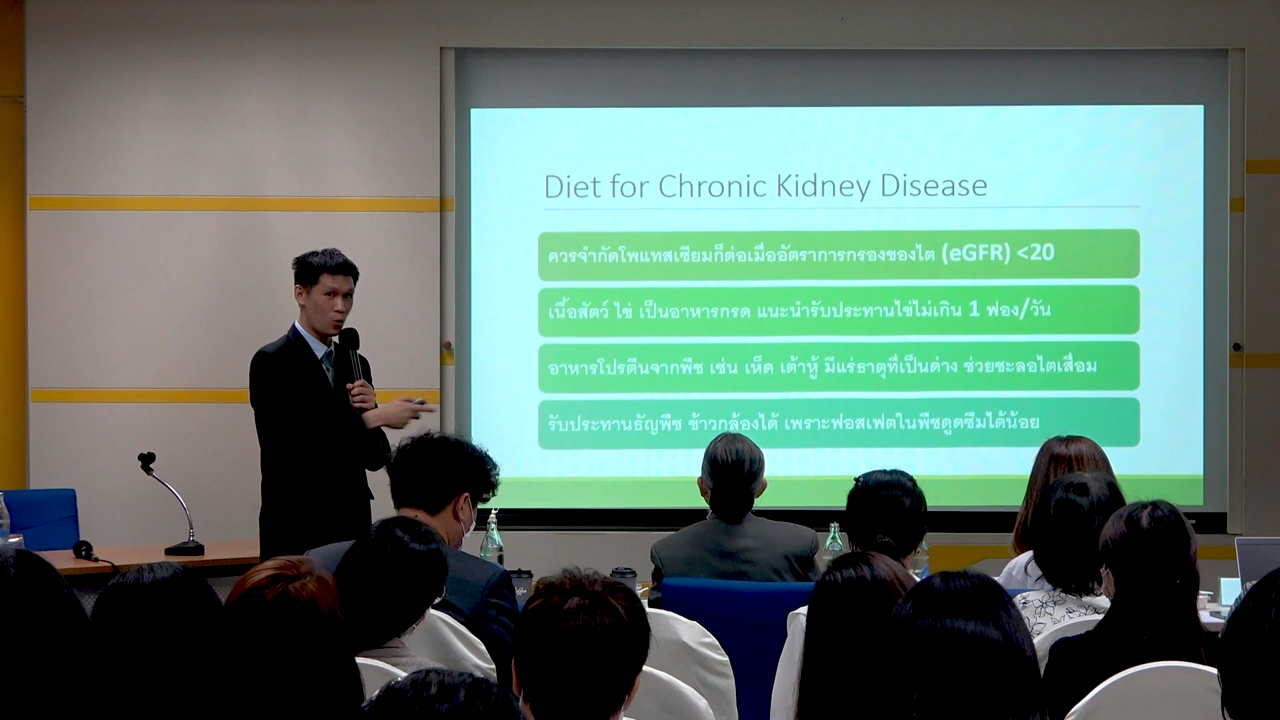 Diet for Chronic Kidney Disease
ควรจำกัดโพแทสเซียมก็ต่อเมื่ออัตราการกรองของไต (eGFR) <20
เนื้อสัตว์ ไข่ เป็นอาหารกรด แนะนำรับประทานไข่ไม่เกิน 1 ฟอง/วัน
อาหารโปรตีนจากพืช เช่น เห็ด เต้าหู้ มีแร่ธาตุที่เป็นด่าง ช่วยชะลอไตเสื่อม
รับประทานธัญพืช ข้าวกล้องได้ เพราะฟอสเฟตในพืชดูดซึมได้น้อย